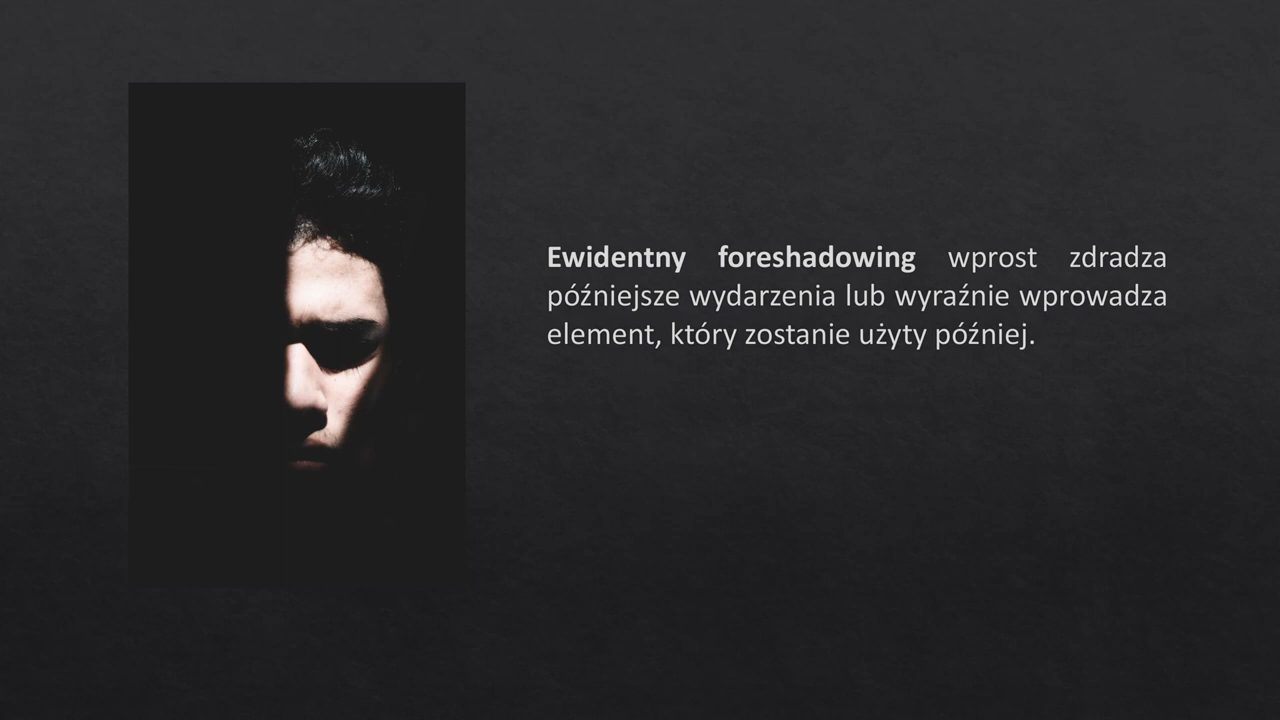 Ewidentny foreshadowing wprost zdradza
późniejsze wydarzenia lub wyraźnie wprowadza
element, który zostanie użyty później.